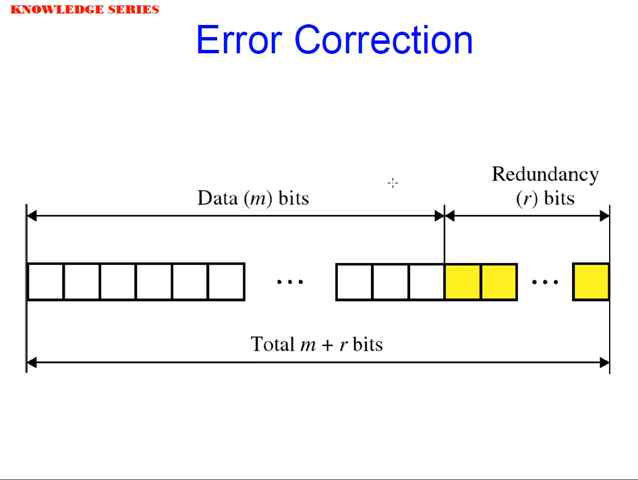 KNOWLEDGE SERIES
Error Correction
Redundancy
Data (m) bits
(r) bits
...
...
Total m + r bits